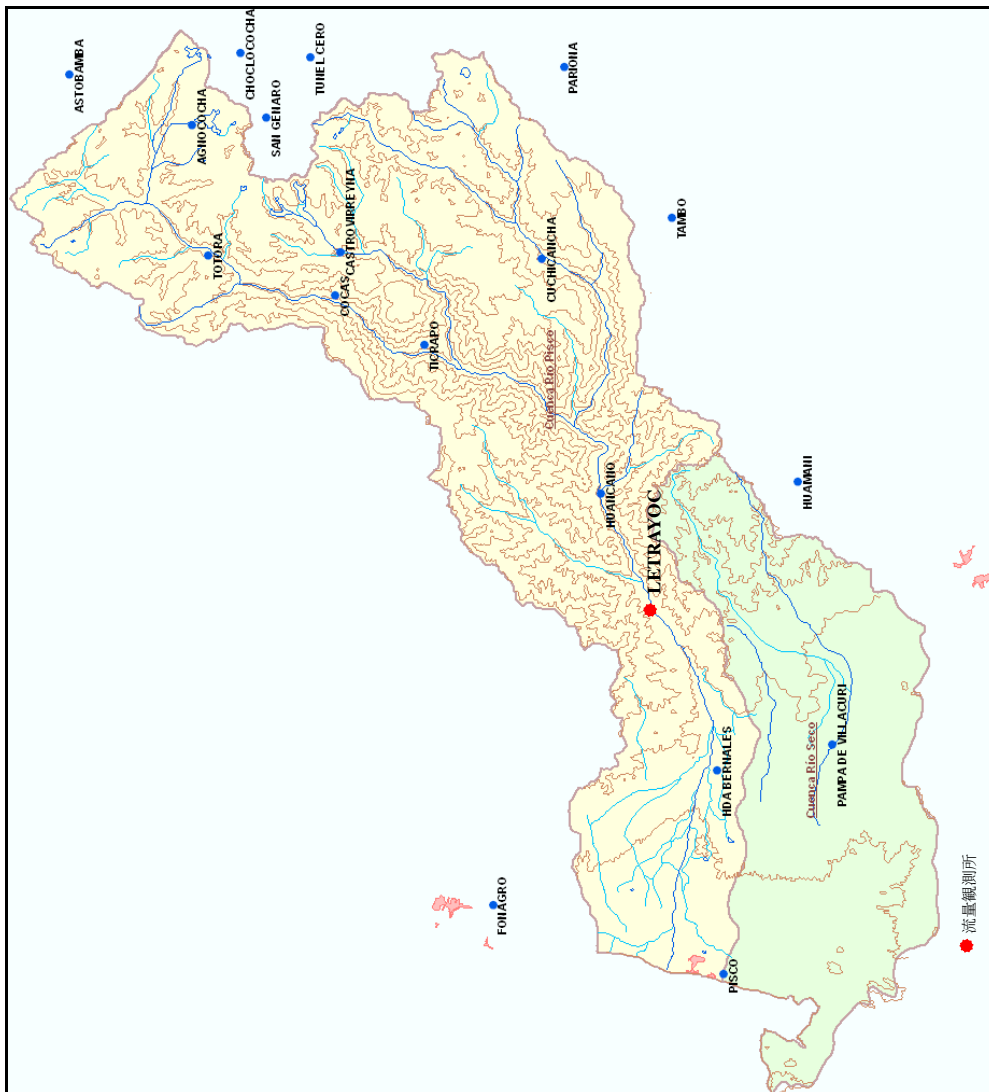 ASTOBAMBA
CHOCLOCOCHA
TUNEL CERO
PARIONA
AGNOCOCHA
SAN GENARO
TOTORA
CASTROVIRREYNA
COCAS
CUCHICANCHA
TAMBO
TICRAPO
Cuenca Rio Pisco
HUANCANO
LETRAYOC
HUAMANI
HDA BERNALES
Cuenca Rio Seco
PAMPA DE VILLACURI
FONAGRO
PISCO
流量観測所